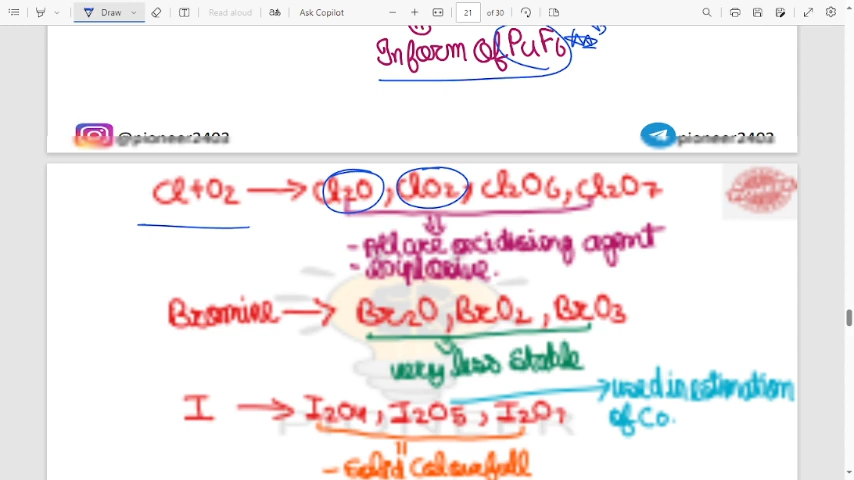 Read aloud
Ask Copilot
21 of 30
Inform of PuF6
@pioneer2403
pioneer2403
Cl+O2 → Cl2O, ClO2, Cl2O6, Cl2O7
⇓
- All are oxidising agent
- Explosive.
Bromine → Br2O, BrO2, BrO3
very less stable
I → I2O4, I2O5, I2O7 → used in estimation
of Co.
- Solid Colourfull